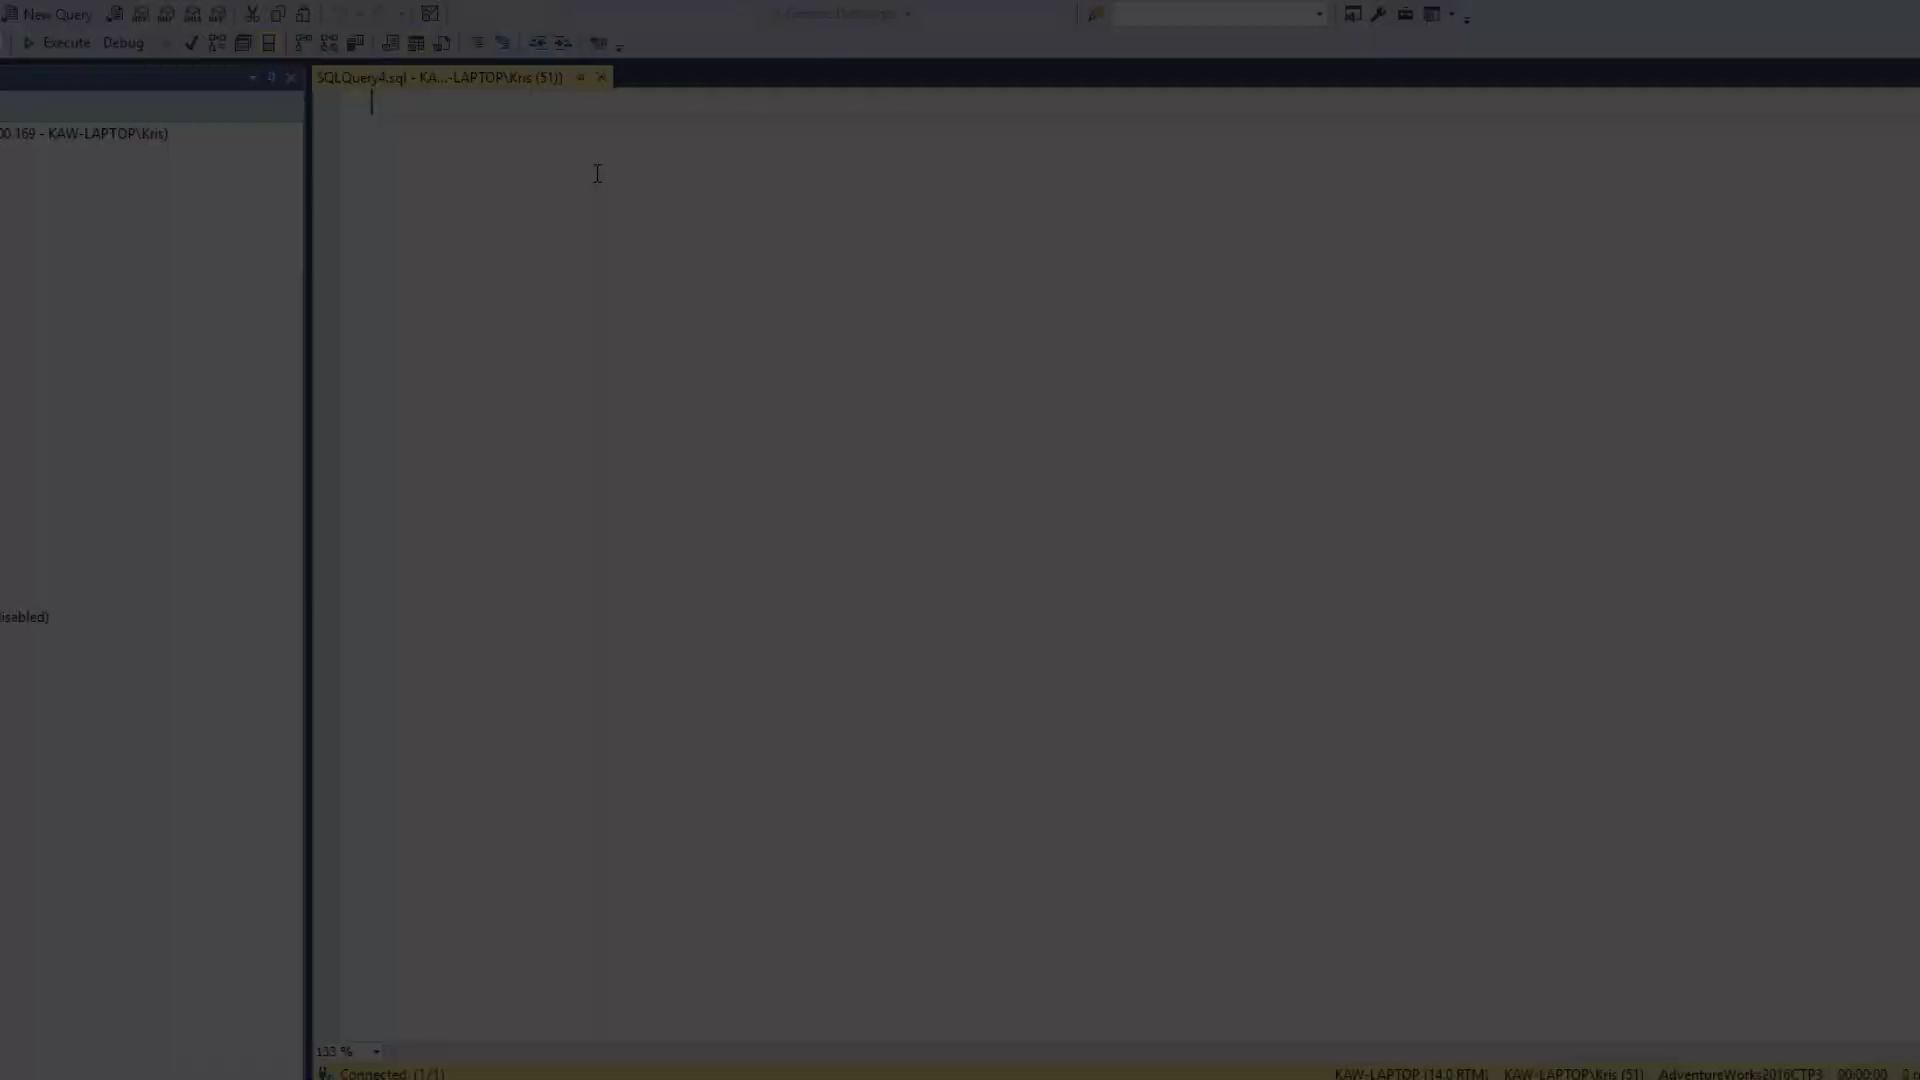 New Query
Execute Debug
SQLQuery4.sql - KA...-LAPTOP\Kris (51))
00.169 - KAW-LAPTOP\Kris)
isabled)
133 %
Connected. (1/1)
KAW-LAPTOP (14.0 RTM) KAW-LAPTOP\Kris (51) AdventureWorks2016CTP3 00:00:00